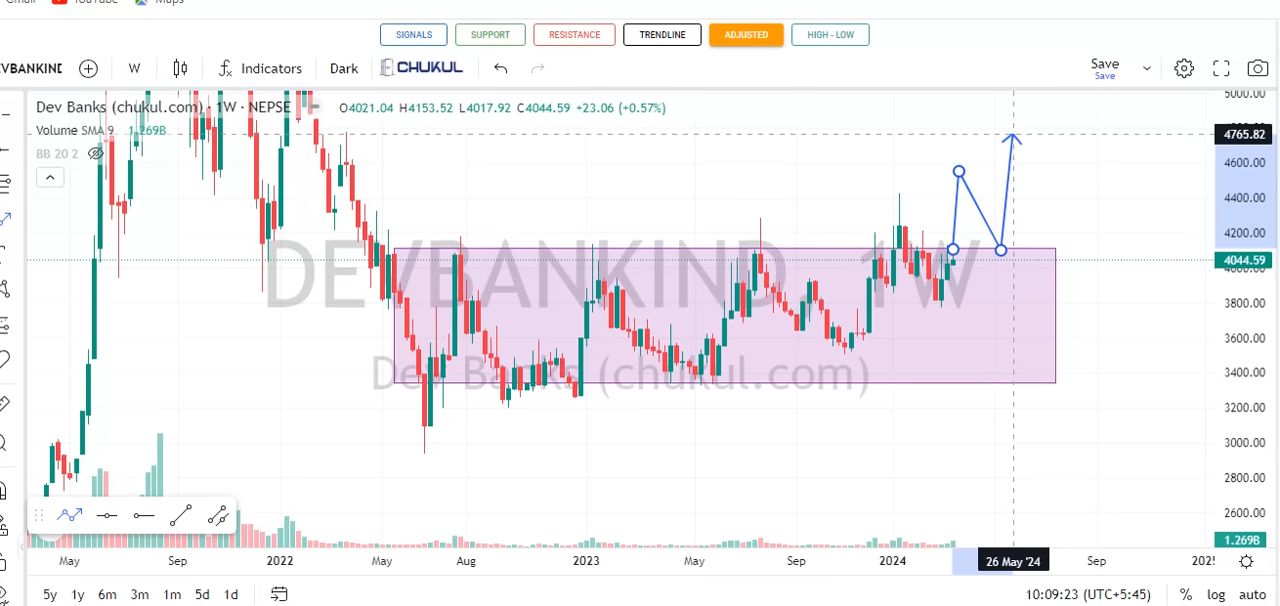 Gmail YouTube Maps
SIGNALS SUPPORT RESISTANCE TRENDLINE ADJUSTED HIGH - LOW
EVBANKIND W Indicators Dark CHUKUL Save
Save
Dev Banks (chukul.com) · 1W · NEPSE O4021.04 H4153.52 L4017.92 C4044.59 +23.06 (+0.57%)
Volume SMA 9 1.269B
BB 20 2
5000.00
4765.82
4600.00
4400.00
4200.00
4044.59
4000.00
3800.00
3600.00
3400.00
3200.00
3000.00
2800.00
2600.00
1.269B
DEVBANKIND, 1W
Dev Banks (chukul.com)
May Sep 2022 May Aug 2023 May Sep 2024 26 May '24 Sep
5y 1y 6m 3m 1m 5d 1d 10:09:23 (UTC+5:45) % log auto